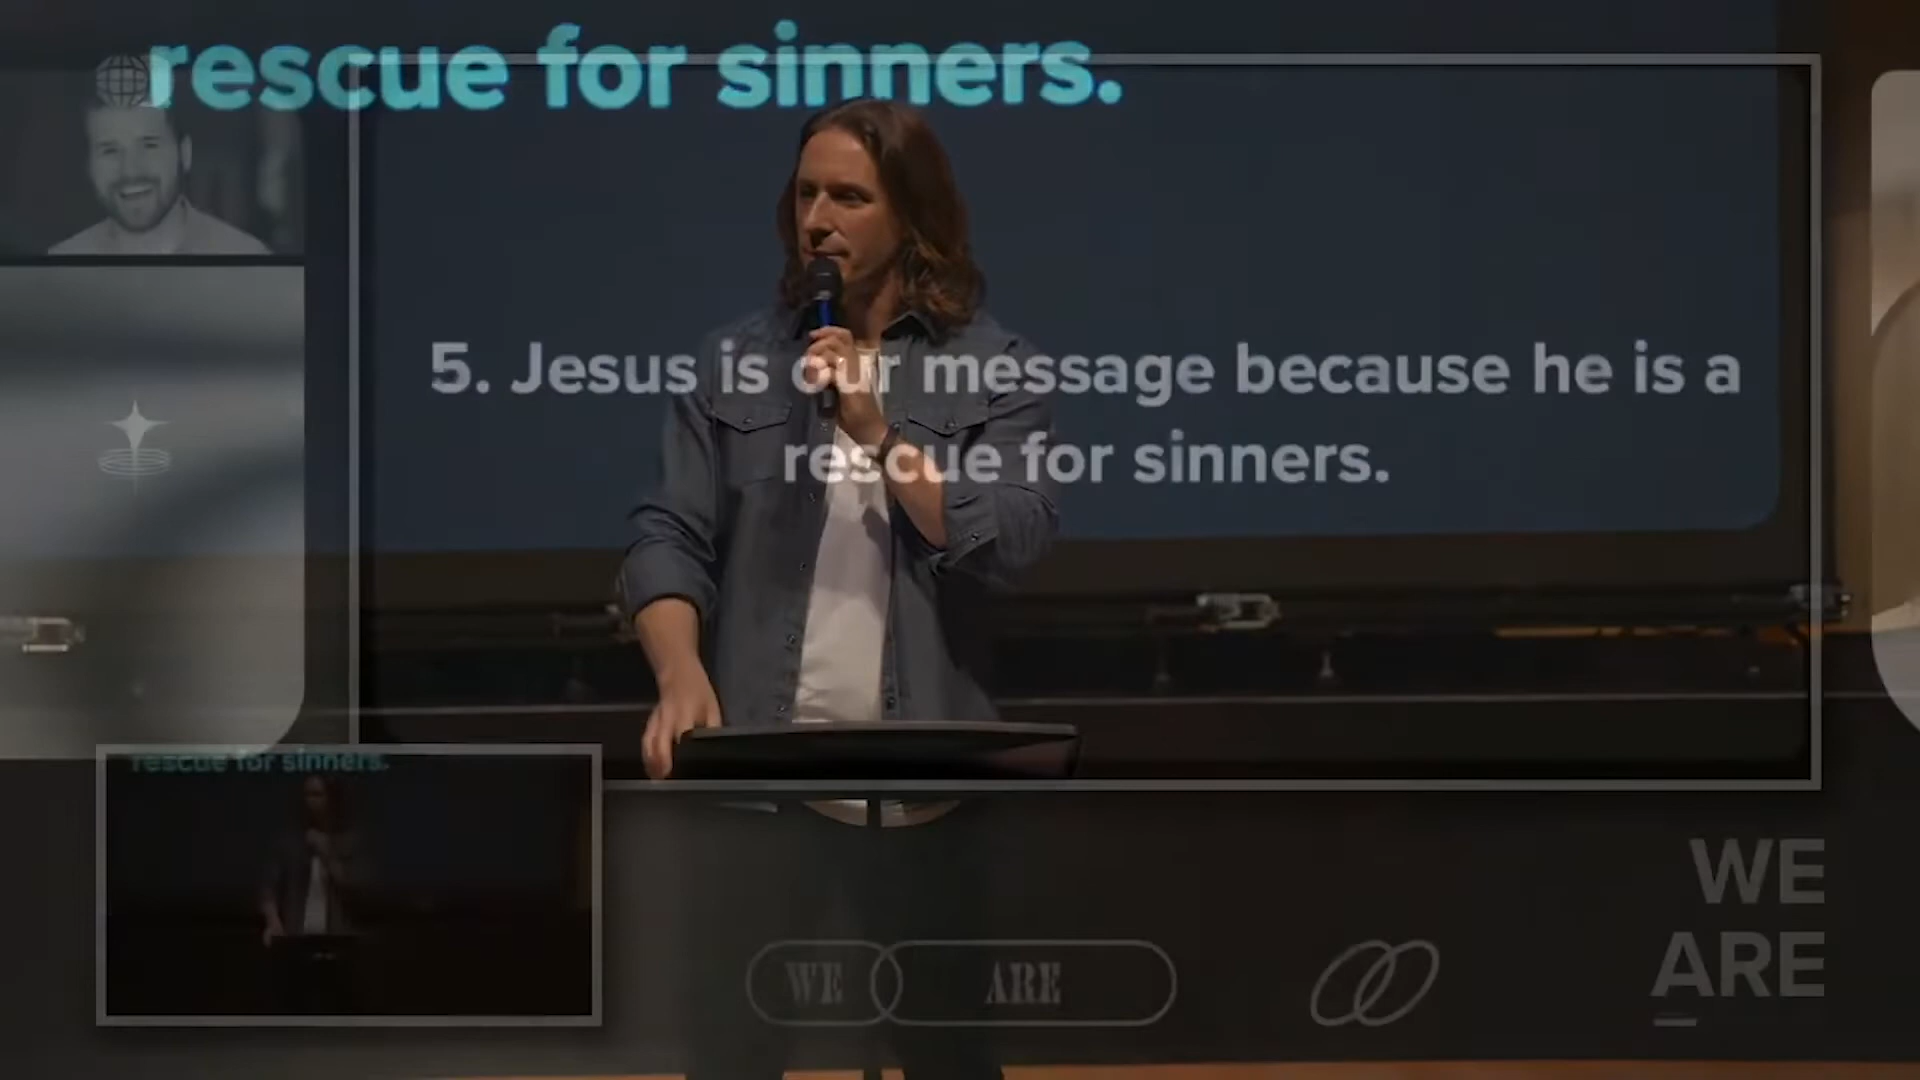 rescue for sinners.
5. Jesus is our message because he is a
rescue for sinners.
rescue for sinners.
WE ARE
WE
ARE